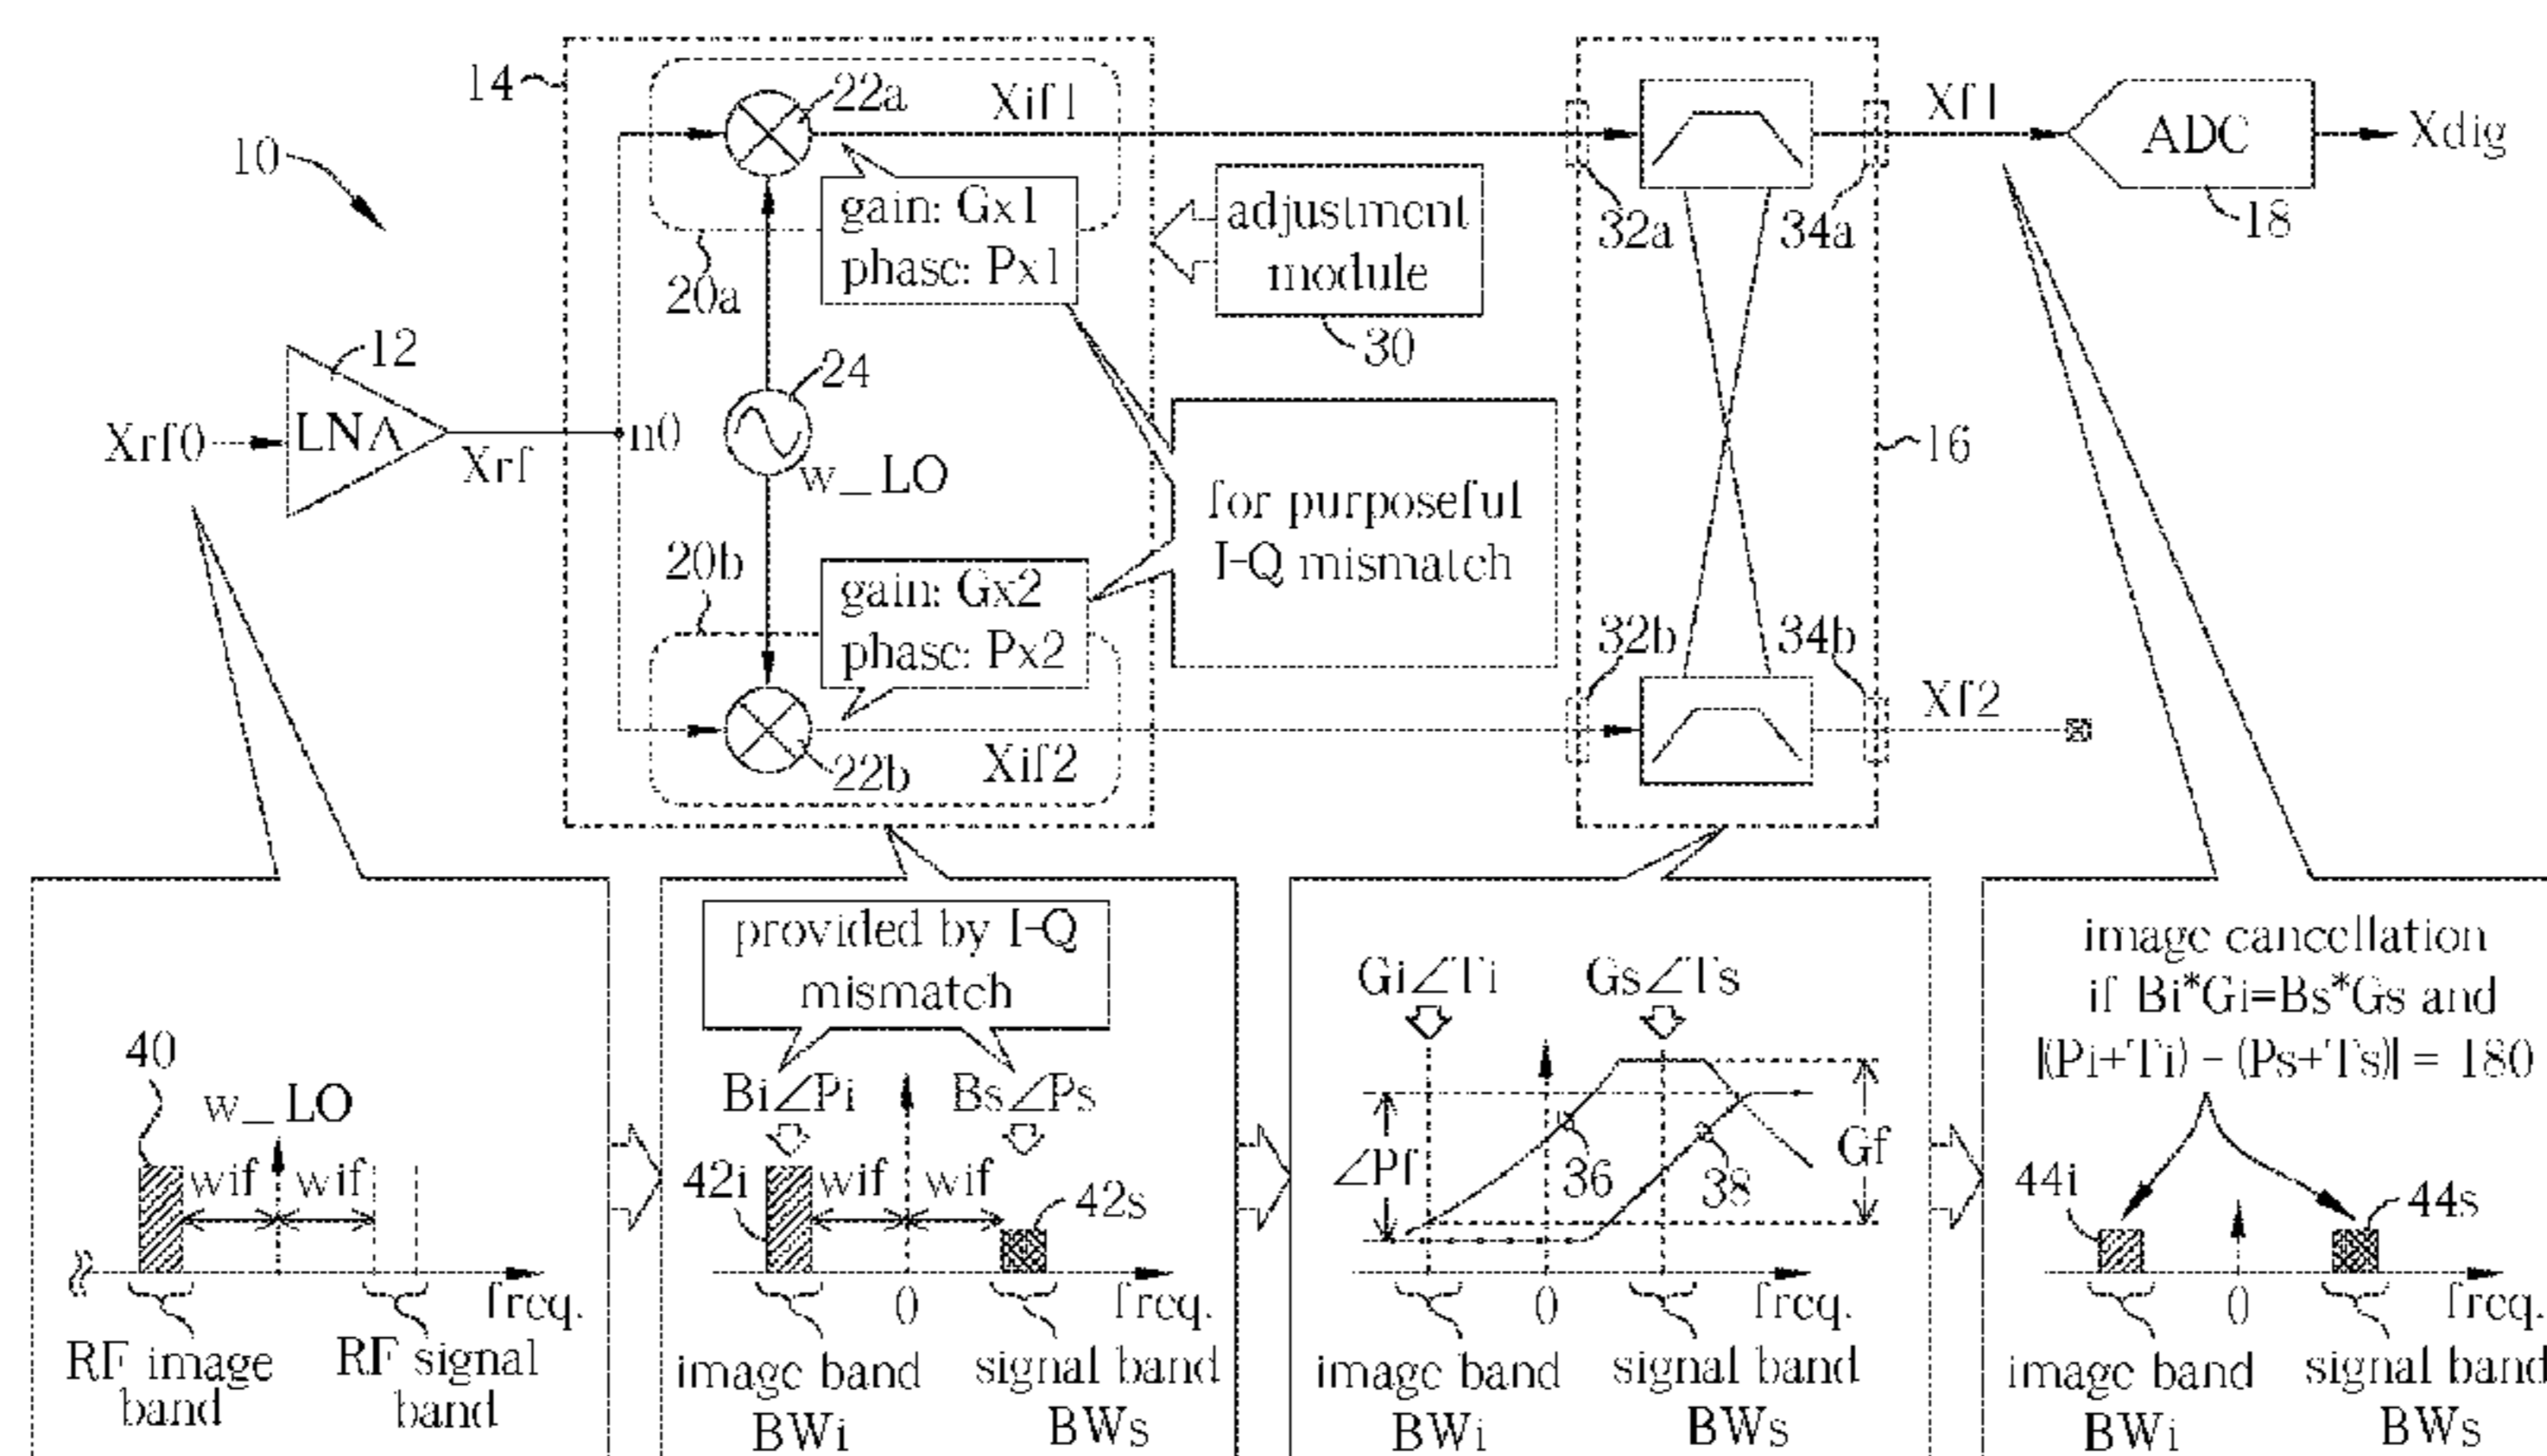 10
14
22a
Xif1
Xf1
ADC
Xdig
18
gain: Gx1
phase: Px1
20a
adjustment
module
30
32a
34a
12
LNA
Xrf0
Xrf
n0
24
w_LO
for purposeful
I-Q mismatch
16
20b
gain: Gx2
phase: Px2
22b
Xif2
32b
34b
Xf2
40
w_LO
wif
wif
freq.
RF image
band
RF signal
band
provided by I-Q
mismatch
Bi∠Pi
Bs∠Ps
42i
wif
wif
42s
0
freq.
image band
BWi
signal band
BWs
Gi∠Ti
Gs∠Ts
∠Pf
36
38
Gf
0
freq.
image band
BWi
signal band
BWs
image cancellation
if Bi*Gi=Bs*Gs and
|(Pi+Ti) - (Ps+Ts)| = 180
44i
44s
0
freq.
image band
BWi
signal band
BWs